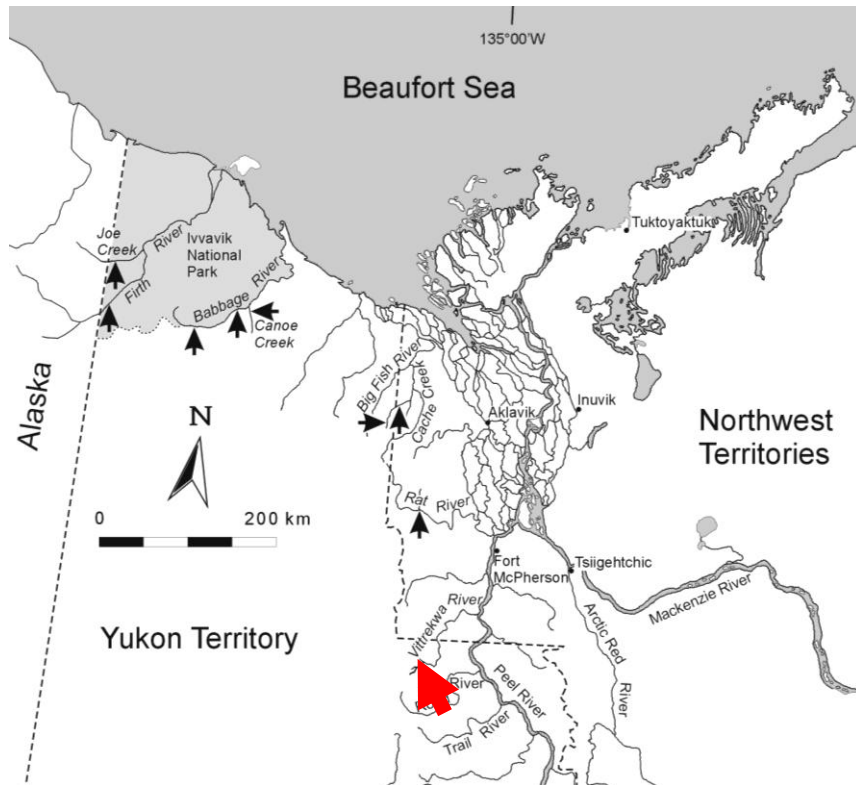 135°00'W
Beaufort Sea
Tuktoyaktuk
Joe
Creek
Firth River
Ivvavik
National
Park
Babbage River
Canoe
Creek
Alaska
Big Fish River
Cache Creek
Aklavik
Inuvik
N
Northwest
Territories
Rat River
0 200 km
Fort
McPherson
Tsiigehtchic
Mackenzie River
Yukon Territory
Vittrekwa River
Arctic Red River
River
Peel River
Trail River